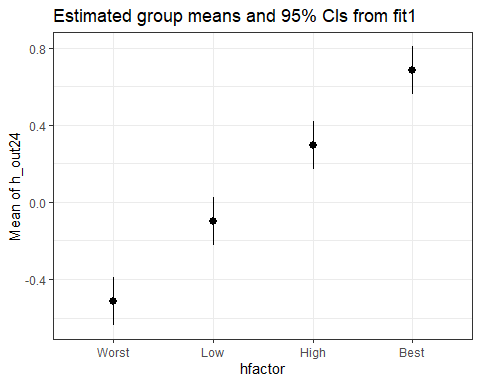 Estimated group means and 95% CIs from fit1
Mean of h_out24
0.8
0.4
0.0
-0.4
Worst Low High Best
hfactor